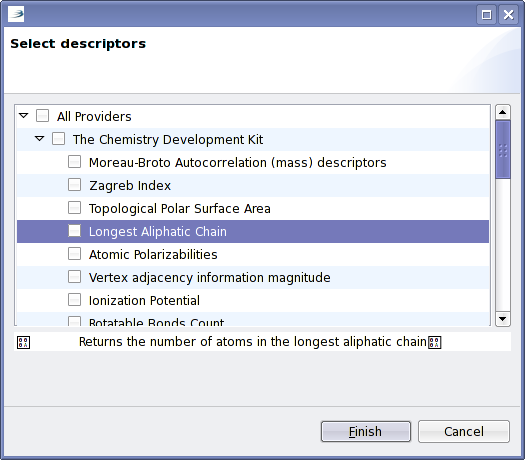 Select descriptors
All Providers
The Chemistry Development Kit
Moreau-Broto Autocorrelation (mass) descriptors
Zagreb Index
Topological Polar Surface Area
Longest Aliphatic Chain
Atomic Polarizabilities
Vertex adjacency information magnitude
Ionization Potential
Rotatable Bonds Count
Returns the number of atoms in the longest aliphatic chain
Finish Cancel